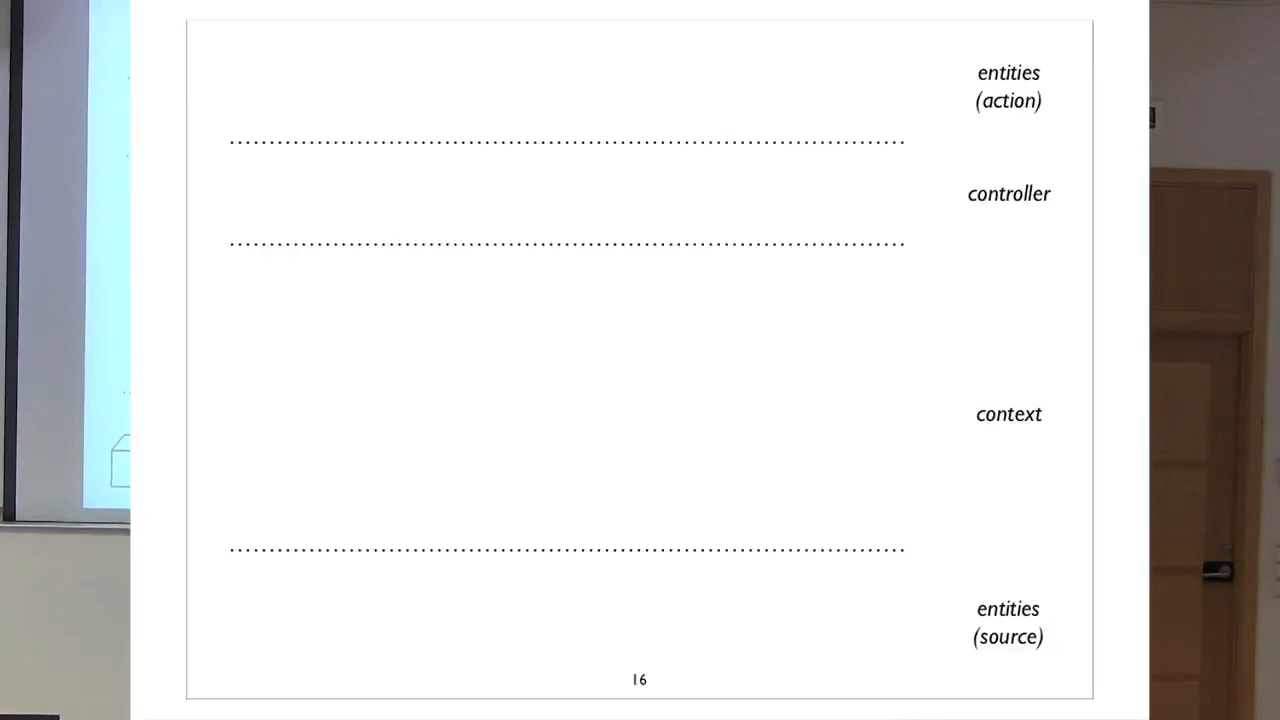 entities
(action)
controller
context
entities
(source)
16